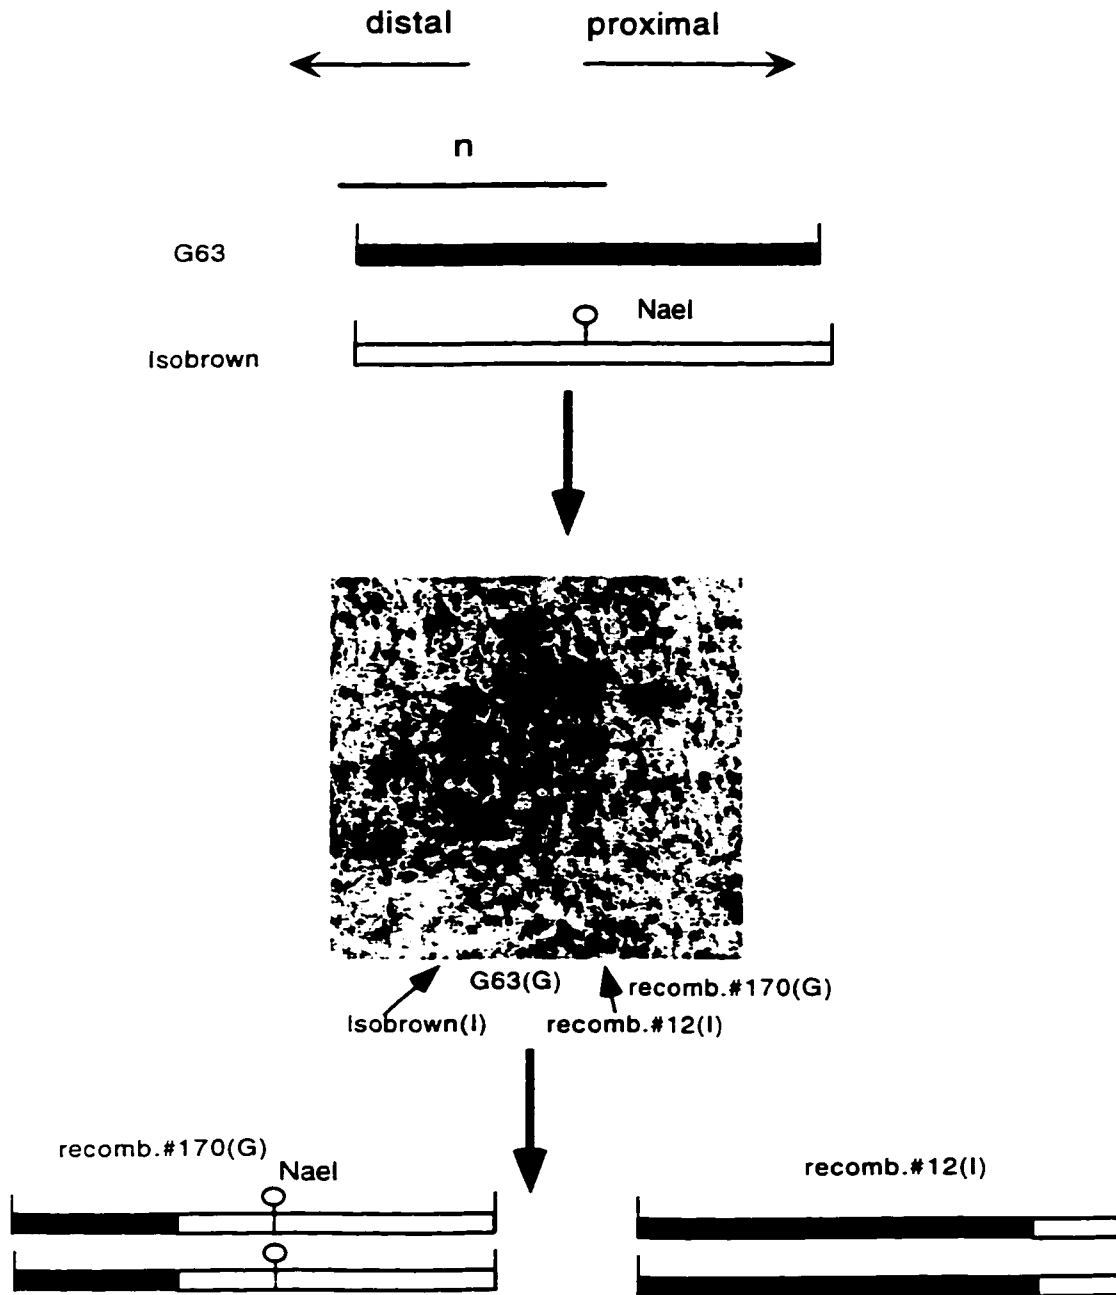 distal proximal
n
G63
NaeI
Isobrown
G63(G)
recomb.#170(G)
Isobrown(I) recomb.#12(I)
recomb.#170(G)
NaeI
recomb.#12(I)